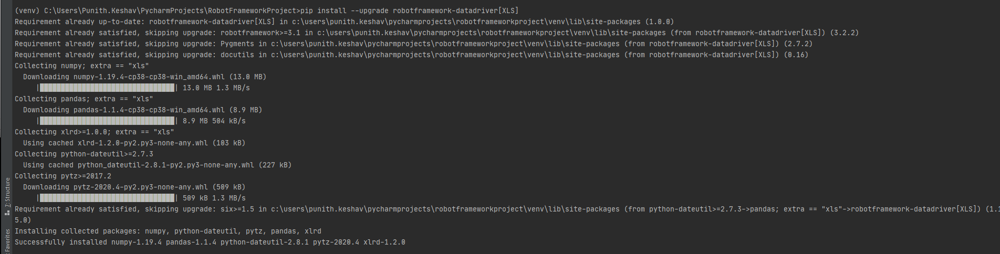 (venv) C:\Users\Punith.Keshav\PycharmProjects\RobotFrameworkProject>pip install --upgrade robotframework-datadriver[XLS]
Requirement already up-to-date: robotframework-datadriver[XLS] in c:\users\punith.keshav\pycharmprojects\robotframeworkproject\venv\lib\site-packages (1.0.0)
Requirement already satisfied, skipping upgrade: robotframework>=3.1 in c:\users\punith.keshav\pycharmprojects\robotframeworkproject\venv\lib\site-packages (from robotframework-datadriver[XLS]) (3.2.2)
Requirement already satisfied, skipping upgrade: Pygments in c:\users\punith.keshav\pycharmprojects\robotframeworkproject\venv\lib\site-packages (from robotframework-datadriver[XLS]) (2.7.2)
Requirement already satisfied, skipping upgrade: docutils in c:\users\punith.keshav\pycharmprojects\robotframeworkproject\venv\lib\site-packages (from robotframework-datadriver[XLS]) (0.16)
Collecting numpy; extra == "xls"
Downloading numpy-1.19.4-cp38-cp38-win_amd64.whl (13.0 MB)
|████████████████████████████████| 13.0 MB 1.3 MB/s
Collecting pandas; extra == "xls"
Downloading pandas-1.1.4-cp38-cp38-win_amd64.whl (8.9 MB)
|████████████████████████████████| 8.9 MB 504 kB/s
Collecting xlrd>=1.0.0; extra == "xls"
Using cached xlrd-1.2.0-py2.py3-none-any.whl (103 kB)
Collecting python-dateutil>=2.7.3
Using cached python_dateutil-2.8.1-py2.py3-none-any.whl (227 kB)
Collecting pytz>=2017.2
Downloading pytz-2020.4-py2.py3-none-any.whl (509 kB)
|████████████████████████████████| 509 kB 1.3 MB/s
Requirement already satisfied, skipping upgrade: six>=1.5 in c:\users\punith.keshav\pycharmprojects\robotframeworkproject\venv\lib\site-packages (from python-dateutil>=2.7.3->pandas; extra == "xls"->robotframework-datadriver[XLS]) (1.1
5.0)
Installing collected packages: numpy, python-dateutil, pytz, pandas, xlrd
Successfully installed numpy-1.19.4 pandas-1.1.4 python-dateutil-2.8.1 pytz-2020.4 xlrd-1.2.0
7: Structure
Favorites